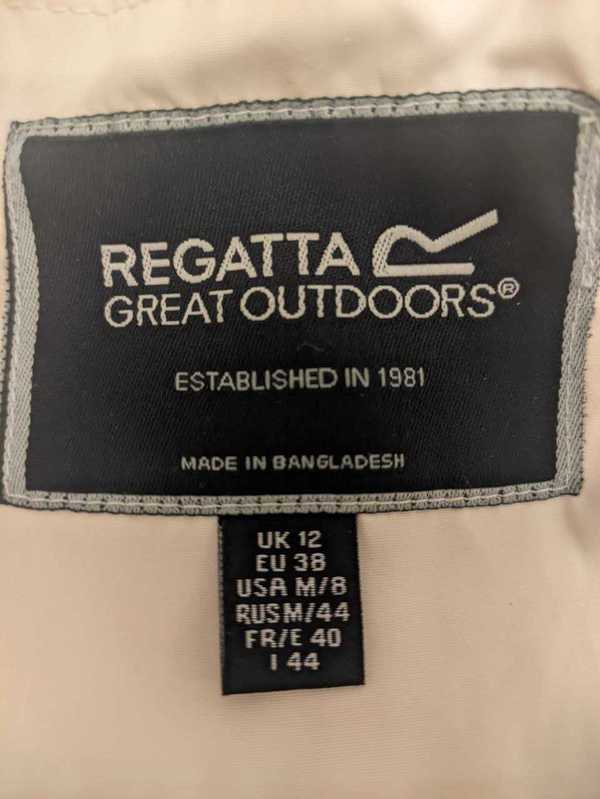 REGATTA
GREAT OUTDOORS®
ESTABLISHED IN 1981
MADE IN BANGLADESH
UK 12
EU 38
USA M/8
RUSM/44
FR/E 40
I 44